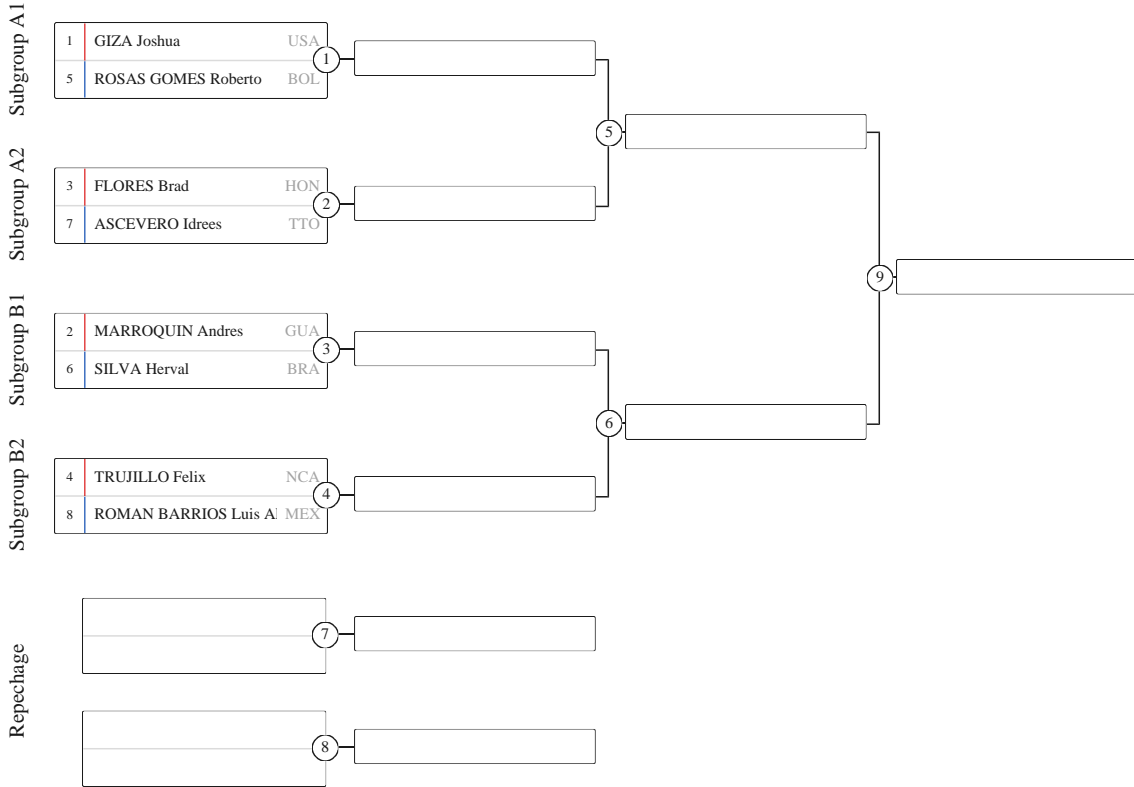 Subgroup A1
1 GIZA Joshua USA
5 ROSAS GOMES Roberto BOL
1
Subgroup A2
3 FLORES Brad HON
7 ASCEVERO Idrees TTO
2
5
Subgroup B1
2 MARROQUIN Andres GUA
6 SILVA Herval BRA
3
Subgroup B2
4 TRUJILLO Felix NCA
8 ROMAN BARRIOS Luis Al MEX
4
6
9
Repechage
7
8